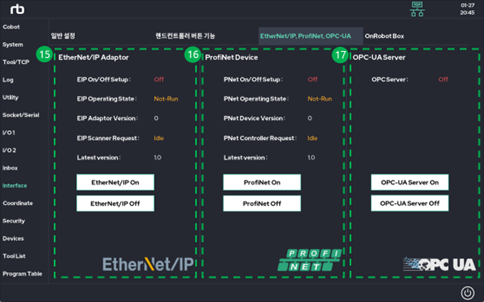 rb
01-27
20:45
Cobot
System
Tool/TCP
Log
Utility
Socket/Serial
I/O 1
I/O 2
Inbox
Interface
Coordinate
Security
Devices
Tool List
Program Table
일반 설정
핸드컨트롤러 버튼 기능
EtherNet/IP, ProfiNet, OPC-UA
OnRobot Box
15
EtherNet/IP Adaptor
EIP On/Off Setup: Off
EIP Operating State: Not-Run
EIP Adaptor Version: 0
EIP Scanner Request: Idle
Latest version: 1.0
EtherNet/IP On
EtherNet/IP Off
EtherNet/IP
16
ProfiNet Device
PNet On/Off Setup: Off
PNet Operating State: Not-Run
PNet Device Version: 0
PNet Controller Request: Idle
Latest version: 1.0
ProfiNet On
ProfiNet Off
PROFI
NET
17
OPC-UA Server
OPC Server: Off
OPC-UA Server On
OPC-UA Server Off
OPC UA